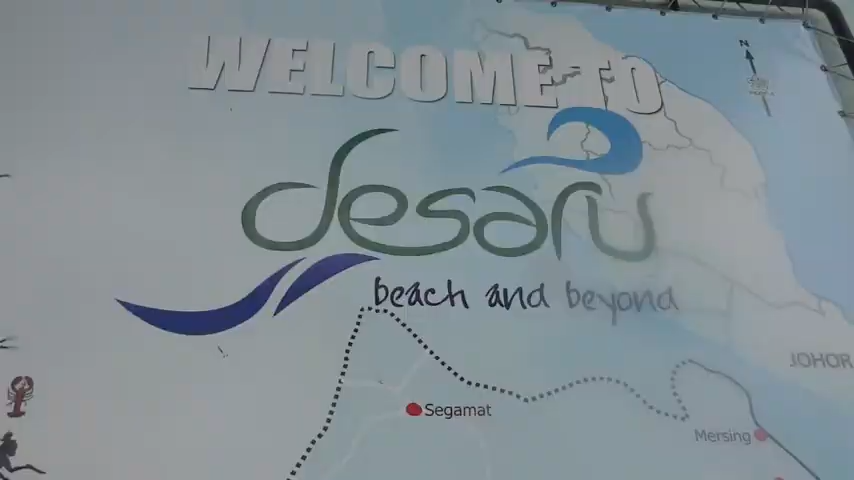 WELCOME TO
N
desaru
beach and beyond
JOHOR
Segamat
Mersing